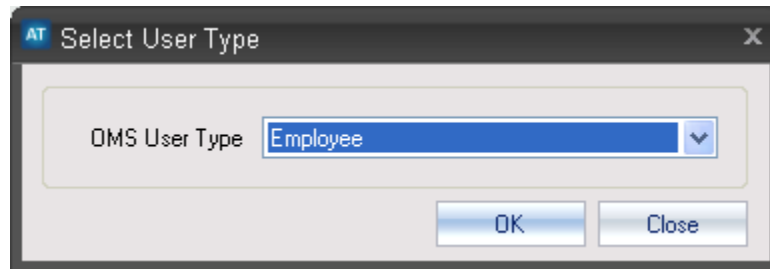 AT Select User Type x
OMS User Type Employee
OK Close